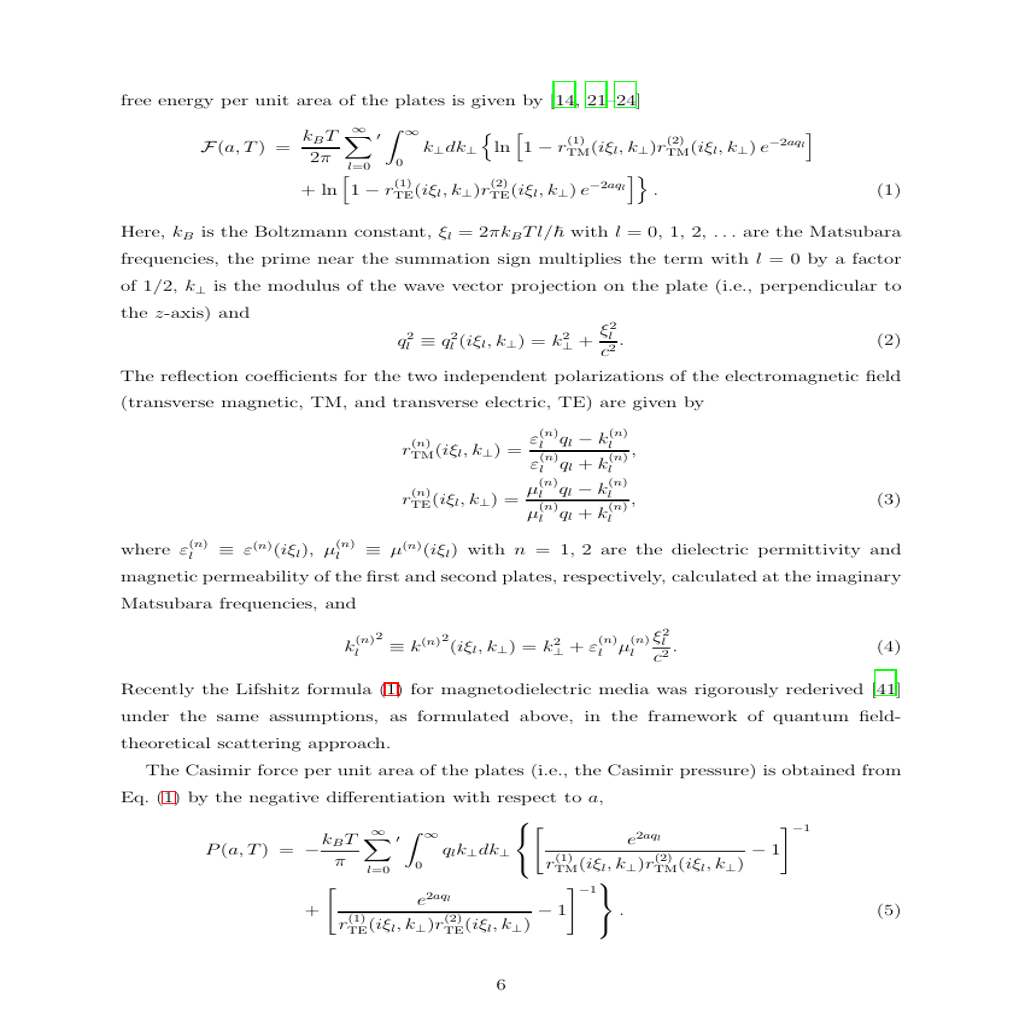 free energy per unit area of the plates is given by [14, 21–24]
$$\mathcal{F}(a,T) = \frac{k_BT}{2\pi}\sum_{l=0}^{\infty}{}' \int_0^{\infty} k_\perp dk_\perp \left\{ \ln\left[1 - r_{\rm TM}^{(1)}(i\xi_l,k_\perp) r_{\rm TM}^{(2)}(i\xi_l,k_\perp)\, e^{-2aq_l}\right]\right.$$
$$\left. + \ln\left[1 - r_{\rm TE}^{(1)}(i\xi_l,k_\perp) r_{\rm TE}^{(2)}(i\xi_l,k_\perp)\, e^{-2aq_l}\right]\right\}.$$ (1)
Here, $k_B$ is the Boltzmann constant, $\xi_l = 2\pi k_BTl/\hbar$ with $l = 0, 1, 2, \ldots$ are the Matsubara
frequencies, the prime near the summation sign multiplies the term with $l = 0$ by a factor
of 1/2, $k_\perp$ is the modulus of the wave vector projection on the plate (i.e., perpendicular to
the $z$-axis) and
$$q_l^2 \equiv q_l^2(i\xi_l,k_\perp) = k_\perp^2 + \frac{\xi_l^2}{c^2}.$$ (2)
The reflection coefficients for the two independent polarizations of the electromagnetic field
(transverse magnetic, TM, and transverse electric, TE) are given by
$$r_{\rm TM}^{(n)}(i\xi_l,k_\perp) = \frac{\varepsilon_l^{(n)}q_l - k_l^{(n)}}{\varepsilon_l^{(n)}q_l + k_l^{(n)}},$$
$$r_{\rm TE}^{(n)}(i\xi_l,k_\perp) = \frac{\mu_l^{(n)}q_l - k_l^{(n)}}{\mu_l^{(n)}q_l + k_l^{(n)}},$$ (3)
where $\varepsilon_l^{(n)} \equiv \varepsilon^{(n)}(i\xi_l)$, $\mu_l^{(n)} \equiv \mu^{(n)}(i\xi_l)$ with $n = 1, 2$ are the dielectric permittivity and
magnetic permeability of the first and second plates, respectively, calculated at the imaginary
Matsubara frequencies, and
$${k_l^{(n)}}^2 \equiv {k^{(n)}}^2(i\xi_l,k_\perp) = k_\perp^2 + \varepsilon_l^{(n)}\mu_l^{(n)}\frac{\xi_l^2}{c^2}.$$ (4)
Recently the Lifshitz formula (1) for magnetodielectric media was rigorously rederived [41]
under the same assumptions, as formulated above, in the framework of quantum field-
theoretical scattering approach.
The Casimir force per unit area of the plates (i.e., the Casimir pressure) is obtained from
Eq. (1) by the negative differentiation with respect to $a$,
$$P(a,T) = -\frac{k_BT}{\pi}\sum_{l=0}^{\infty}{}' \int_0^{\infty} q_l k_\perp dk_\perp \left\{ \left[\frac{e^{2aq_l}}{r_{\rm TM}^{(1)}(i\xi_l,k_\perp) r_{\rm TM}^{(2)}(i\xi_l,k_\perp)} - 1\right]^{-1}\right.$$
$$\left. + \left[\frac{e^{2aq_l}}{r_{\rm TE}^{(1)}(i\xi_l,k_\perp) r_{\rm TE}^{(2)}(i\xi_l,k_\perp)} - 1\right]^{-1}\right\}.$$ (5)
6